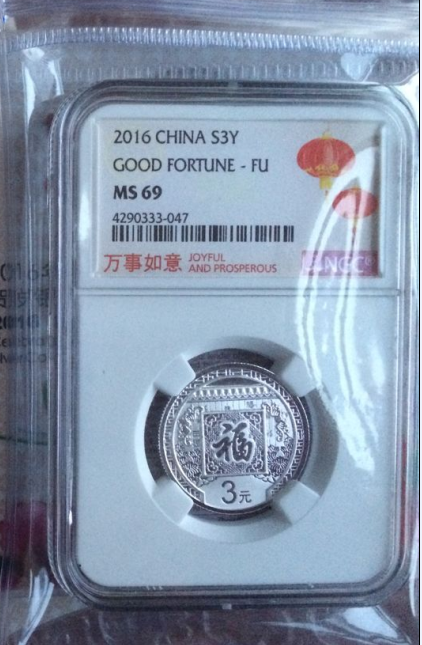 2016 CHINA S3Y
GOOD FORTUNE - FU
MS 69
4290333-047
万事如意 JOYFUL
AND PROSPEROUS
NGC
福
3元